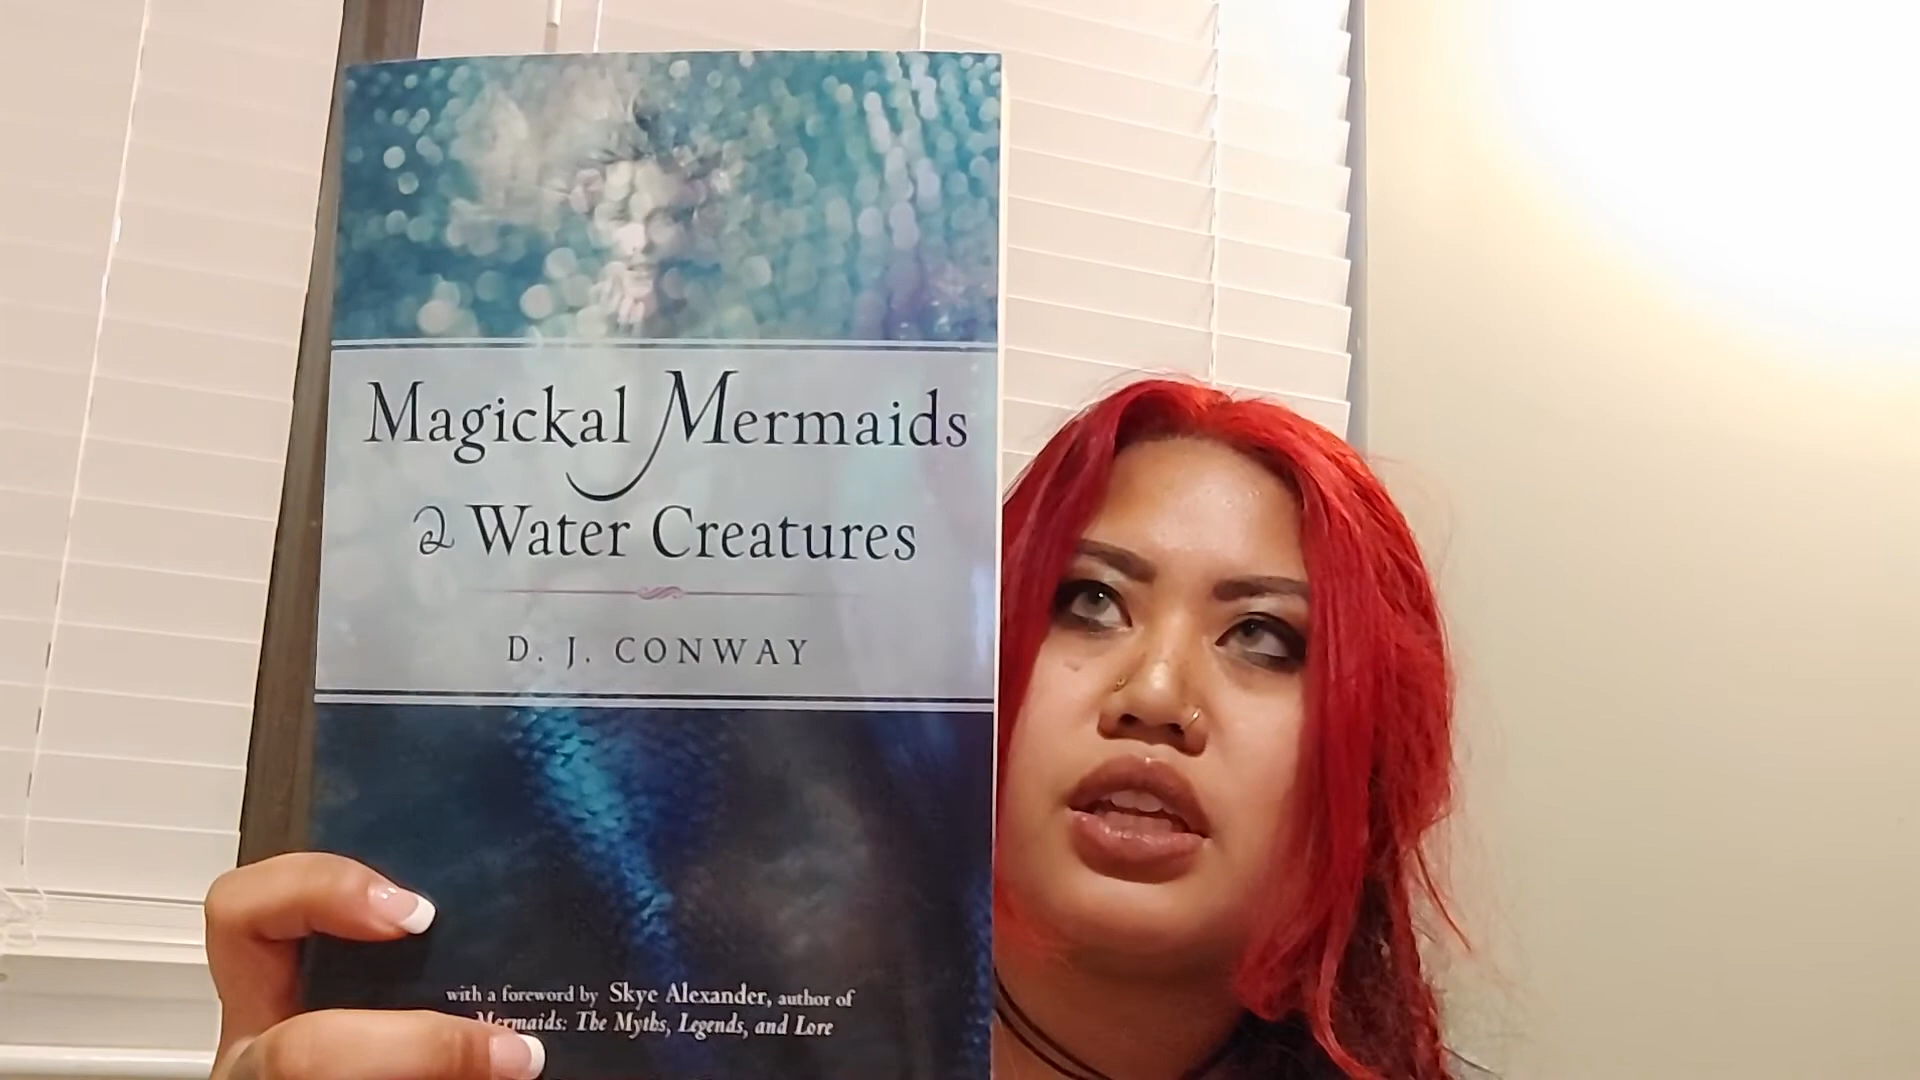 Magickal Mermaids
& Water Creatures
D. J. CONWAY
with a foreword by Skye Alexander, author of
Mermaids: The Myths, Legends, and Lore